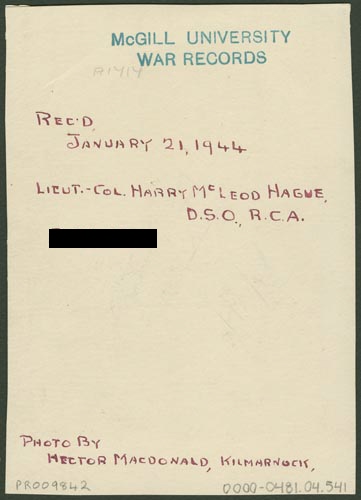 McGILL UNIVERSITY
WAR RECORDS
A1414
REC'D.
JANUARY 21, 1944
LIEUT.-COL. HARRY McLEOD HAGUE,
D.S.O., R.C.A.
PHOTO BY
HECTOR MACDONALD, KILMARNOCK,
PR009842
0000-0481.04.541